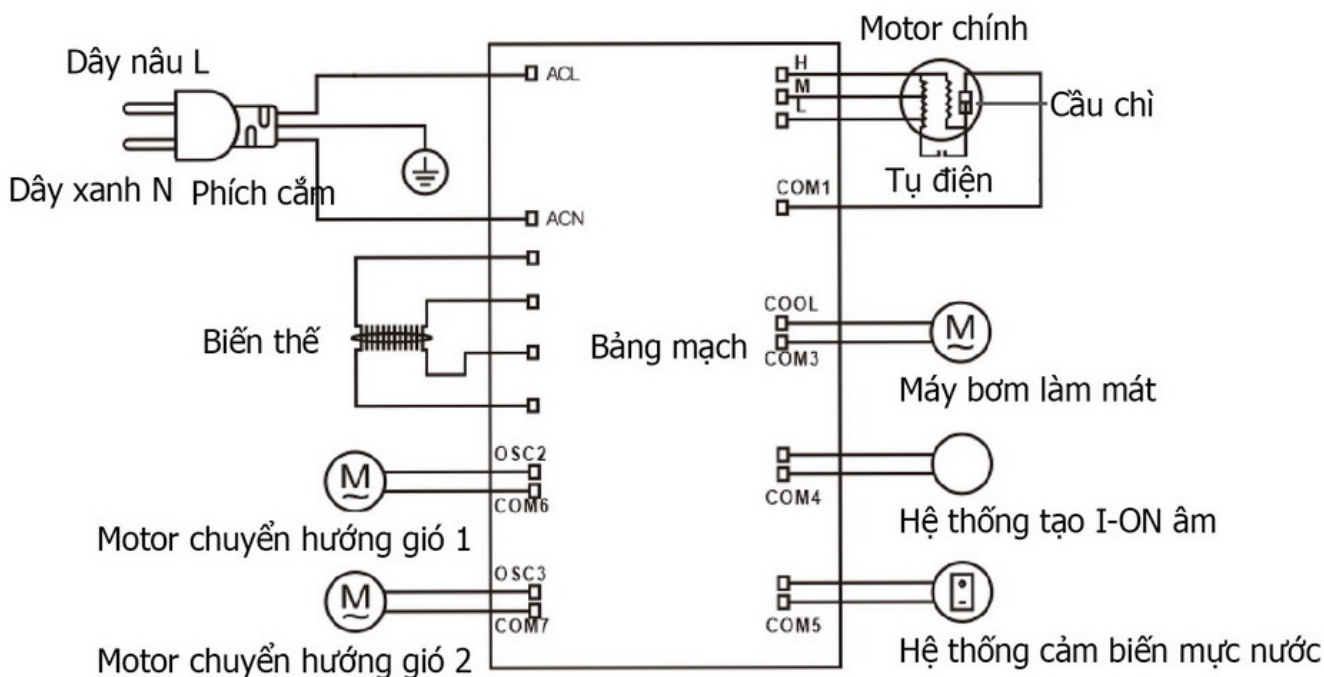 Motor chính
Dây nâu L
ACL
H
M
L
Cầu chì
Dây xanh N Phích cắm
Tụ điện
COM1
ACN
Biến thế
Bảng mạch
COOL
COM3
M
Máy bơm làm mát
OSC2
COM6
M
Motor chuyển hướng gió 1
COM4
Hệ thống tạo I-ON âm
OSC3
COM7
M
Motor chuyển hướng gió 2
COM5
Hệ thống cảm biến mực nước